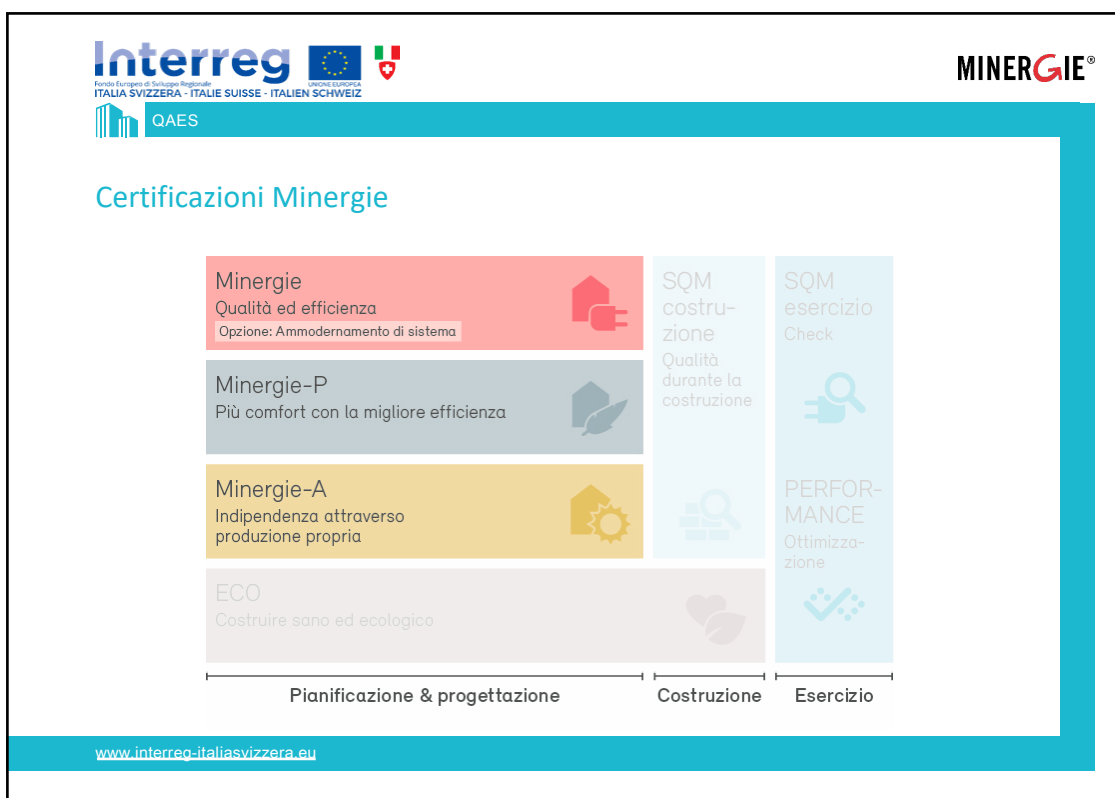 Interreg
Fondo Europeo di Sviluppo Regionale
UNIONE EUROPEA
ITALIA SVIZZERA - ITALIE SUISSE - ITALIEN SCHWEIZ
MINERGIE®
QAES
Certificazioni Minergie
Minergie
Qualità ed efficienza
Opzione: Ammodernamento di sistema
Minergie-P
Più comfort con la migliore efficienza
Minergie-A
Indipendenza attraverso
produzione propria
ECO
Costruire sano ed ecologico
SQM
costru-
zione
Qualità
durante la
costruzione
SQM
esercizio
Check
PERFOR-
MANCE
Ottimizza-
zione
Pianificazione & progettazione
Costruzione
Esercizio
www.interreg-italiasvizzera.eu